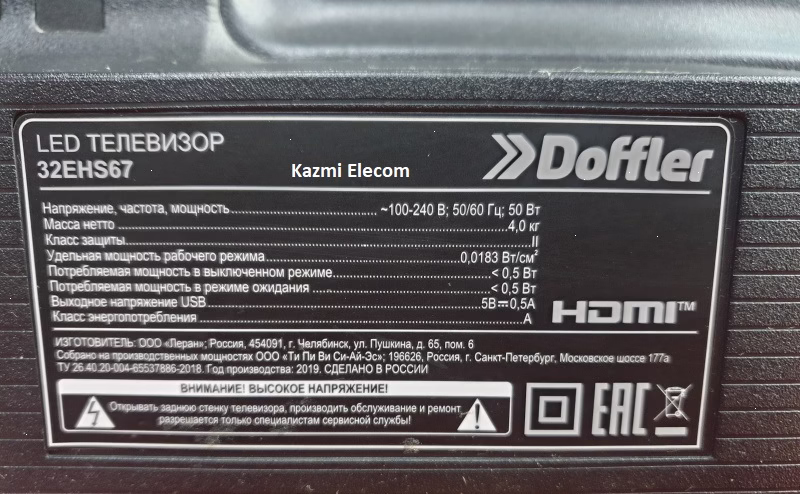 LED ТЕЛЕВИЗОР
32EHS67
Kazmi Elecom
Doffler
Напряжение, частота, мощность ~100-240 В; 50/60 Гц; 50 Вт
Масса нетто 4,0 кг
Класс защиты II
Удельная мощность рабочего режима 0,0183 Вт/см²
Потребляемая мощность в выключенном режиме < 0,5 Вт
Потребляемая мощность в режиме ожидания < 0,5 Вт
Выходное напряжение USB 5В⎓0,5А
Класс энергопотребления А
HDMI™
ИЗГОТОВИТЕЛЬ: ООО «Леран»; Россия, 454091, г. Челябинск, ул. Пушкина, д. 65, пом. 6
Собрано на производственных мощностях ООО «Ти Пи Ви Си-Ай-Эс»; 196626, Россия, г. Санкт-Петербург, Московское шоссе 177а
ТУ 26.40.20-004-65537886-2018. Год производства: 2019. СДЕЛАНО В РОССИИ
ВНИМАНИЕ! ВЫСОКОЕ НАПРЯЖЕНИЕ!
Открывать заднюю стенку телевизора, производить обслуживание и ремонт
разрешается только специалистам сервисной службы!
EAC